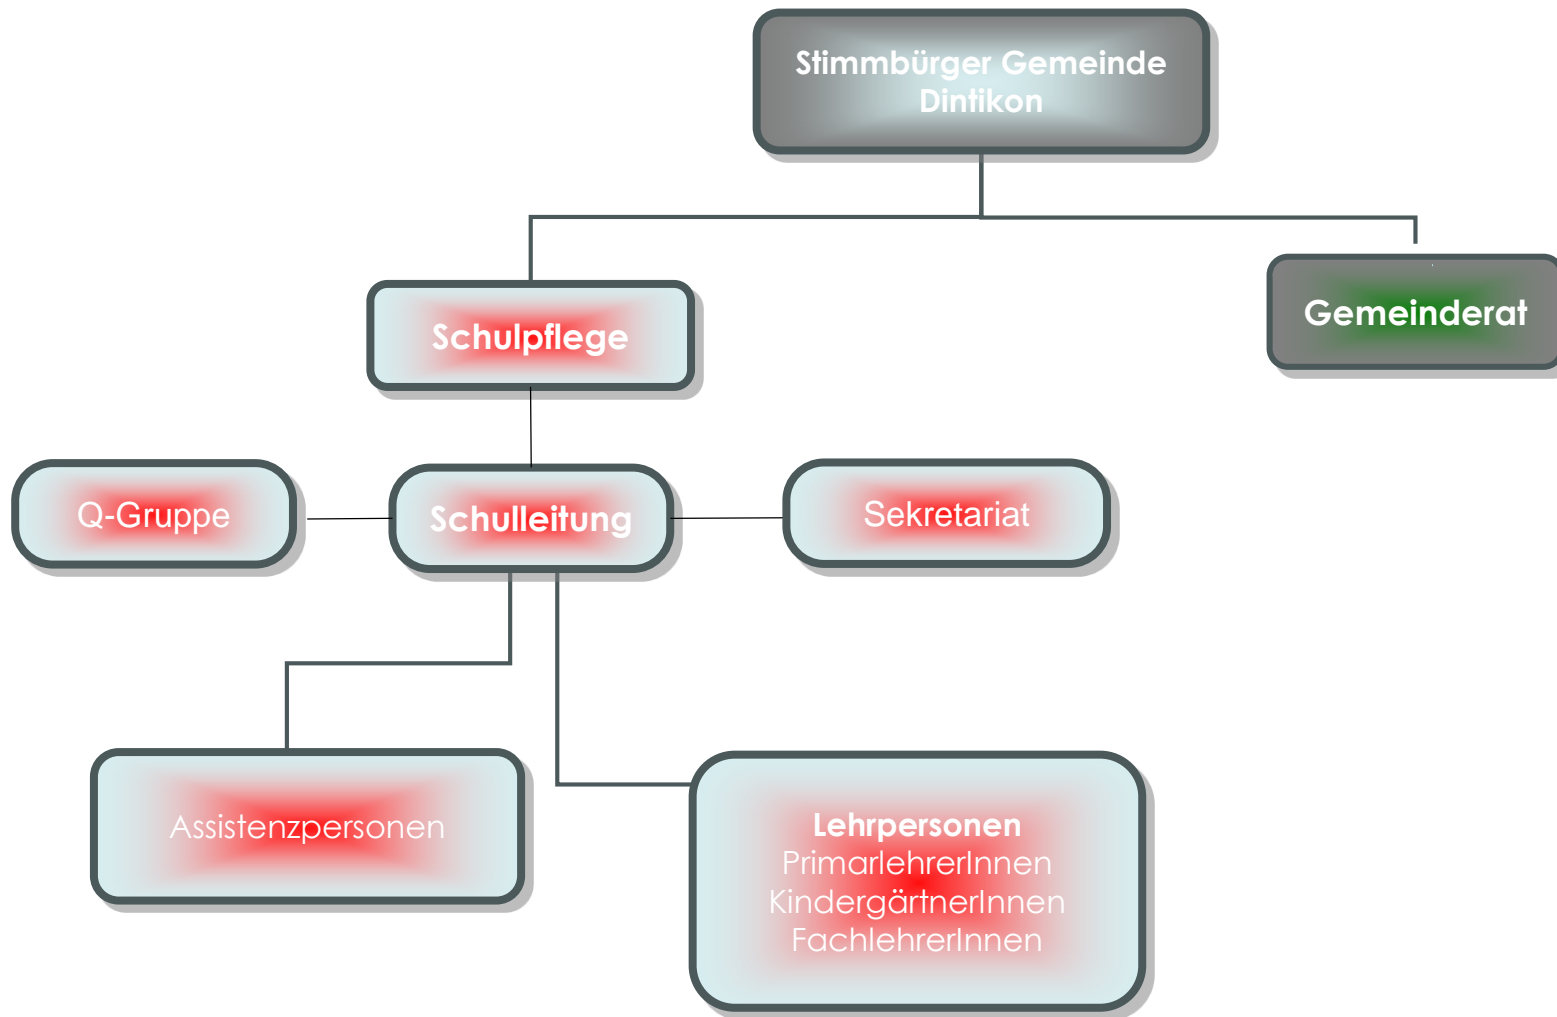 Stimmbürger Gemeinde
Dintikon
Schulpflege
Gemeinderat
Q-Gruppe
Schulleitung
Sekretariat
Assistenzpersonen
Lehrpersonen
PrimarlehrerInnen
KindergärtnerInnen
FachlehrerInnen